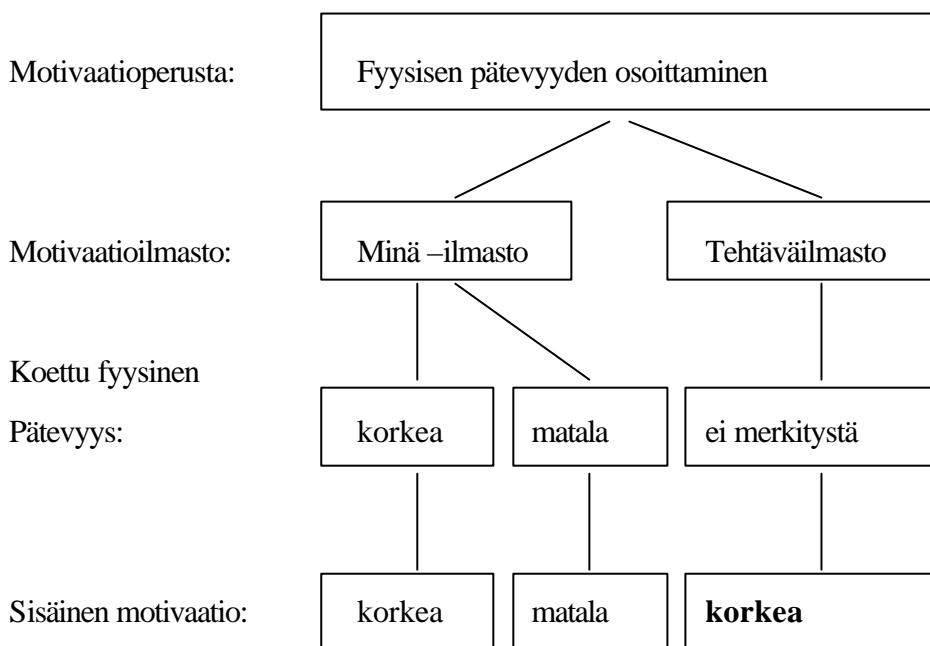 Motivaatioperusta: Fyysisen pätevyyden osoittaminen
Motivaatioilmasto: Minä –ilmasto Tehtäväilmasto
Koettu fyysinen
Pätevyys: korkea matala ei merkitystä
Sisäinen motivaatio: korkea matala korkea